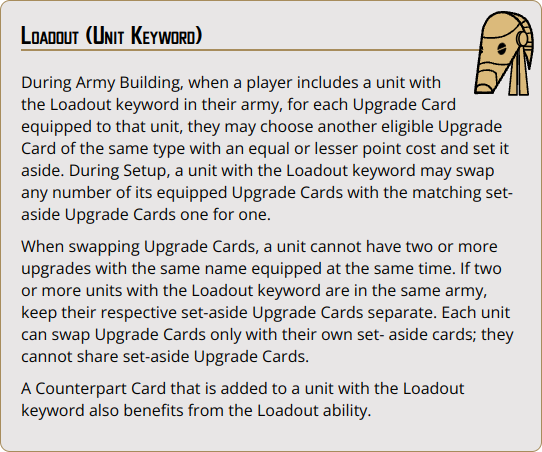 Loadout (Unit Keyword)
During Army Building, when a player includes a unit with
the Loadout keyword in their army, for each Upgrade Card
equipped to that unit, they may choose another eligible Upgrade
Card of the same type with an equal or lesser point cost and set it
aside. During Setup, a unit with the Loadout keyword may swap
any number of its equipped Upgrade Cards with the matching set-
aside Upgrade Cards one for one.
When swapping Upgrade Cards, a unit cannot have two or more
upgrades with the same name equipped at the same time. If two
or more units with the Loadout keyword are in the same army,
keep their respective set-aside Upgrade Cards separate. Each unit
can swap Upgrade Cards only with their own set- aside cards; they
cannot share set-aside Upgrade Cards.
A Counterpart Card that is added to a unit with the Loadout
keyword also benefits from the Loadout ability.